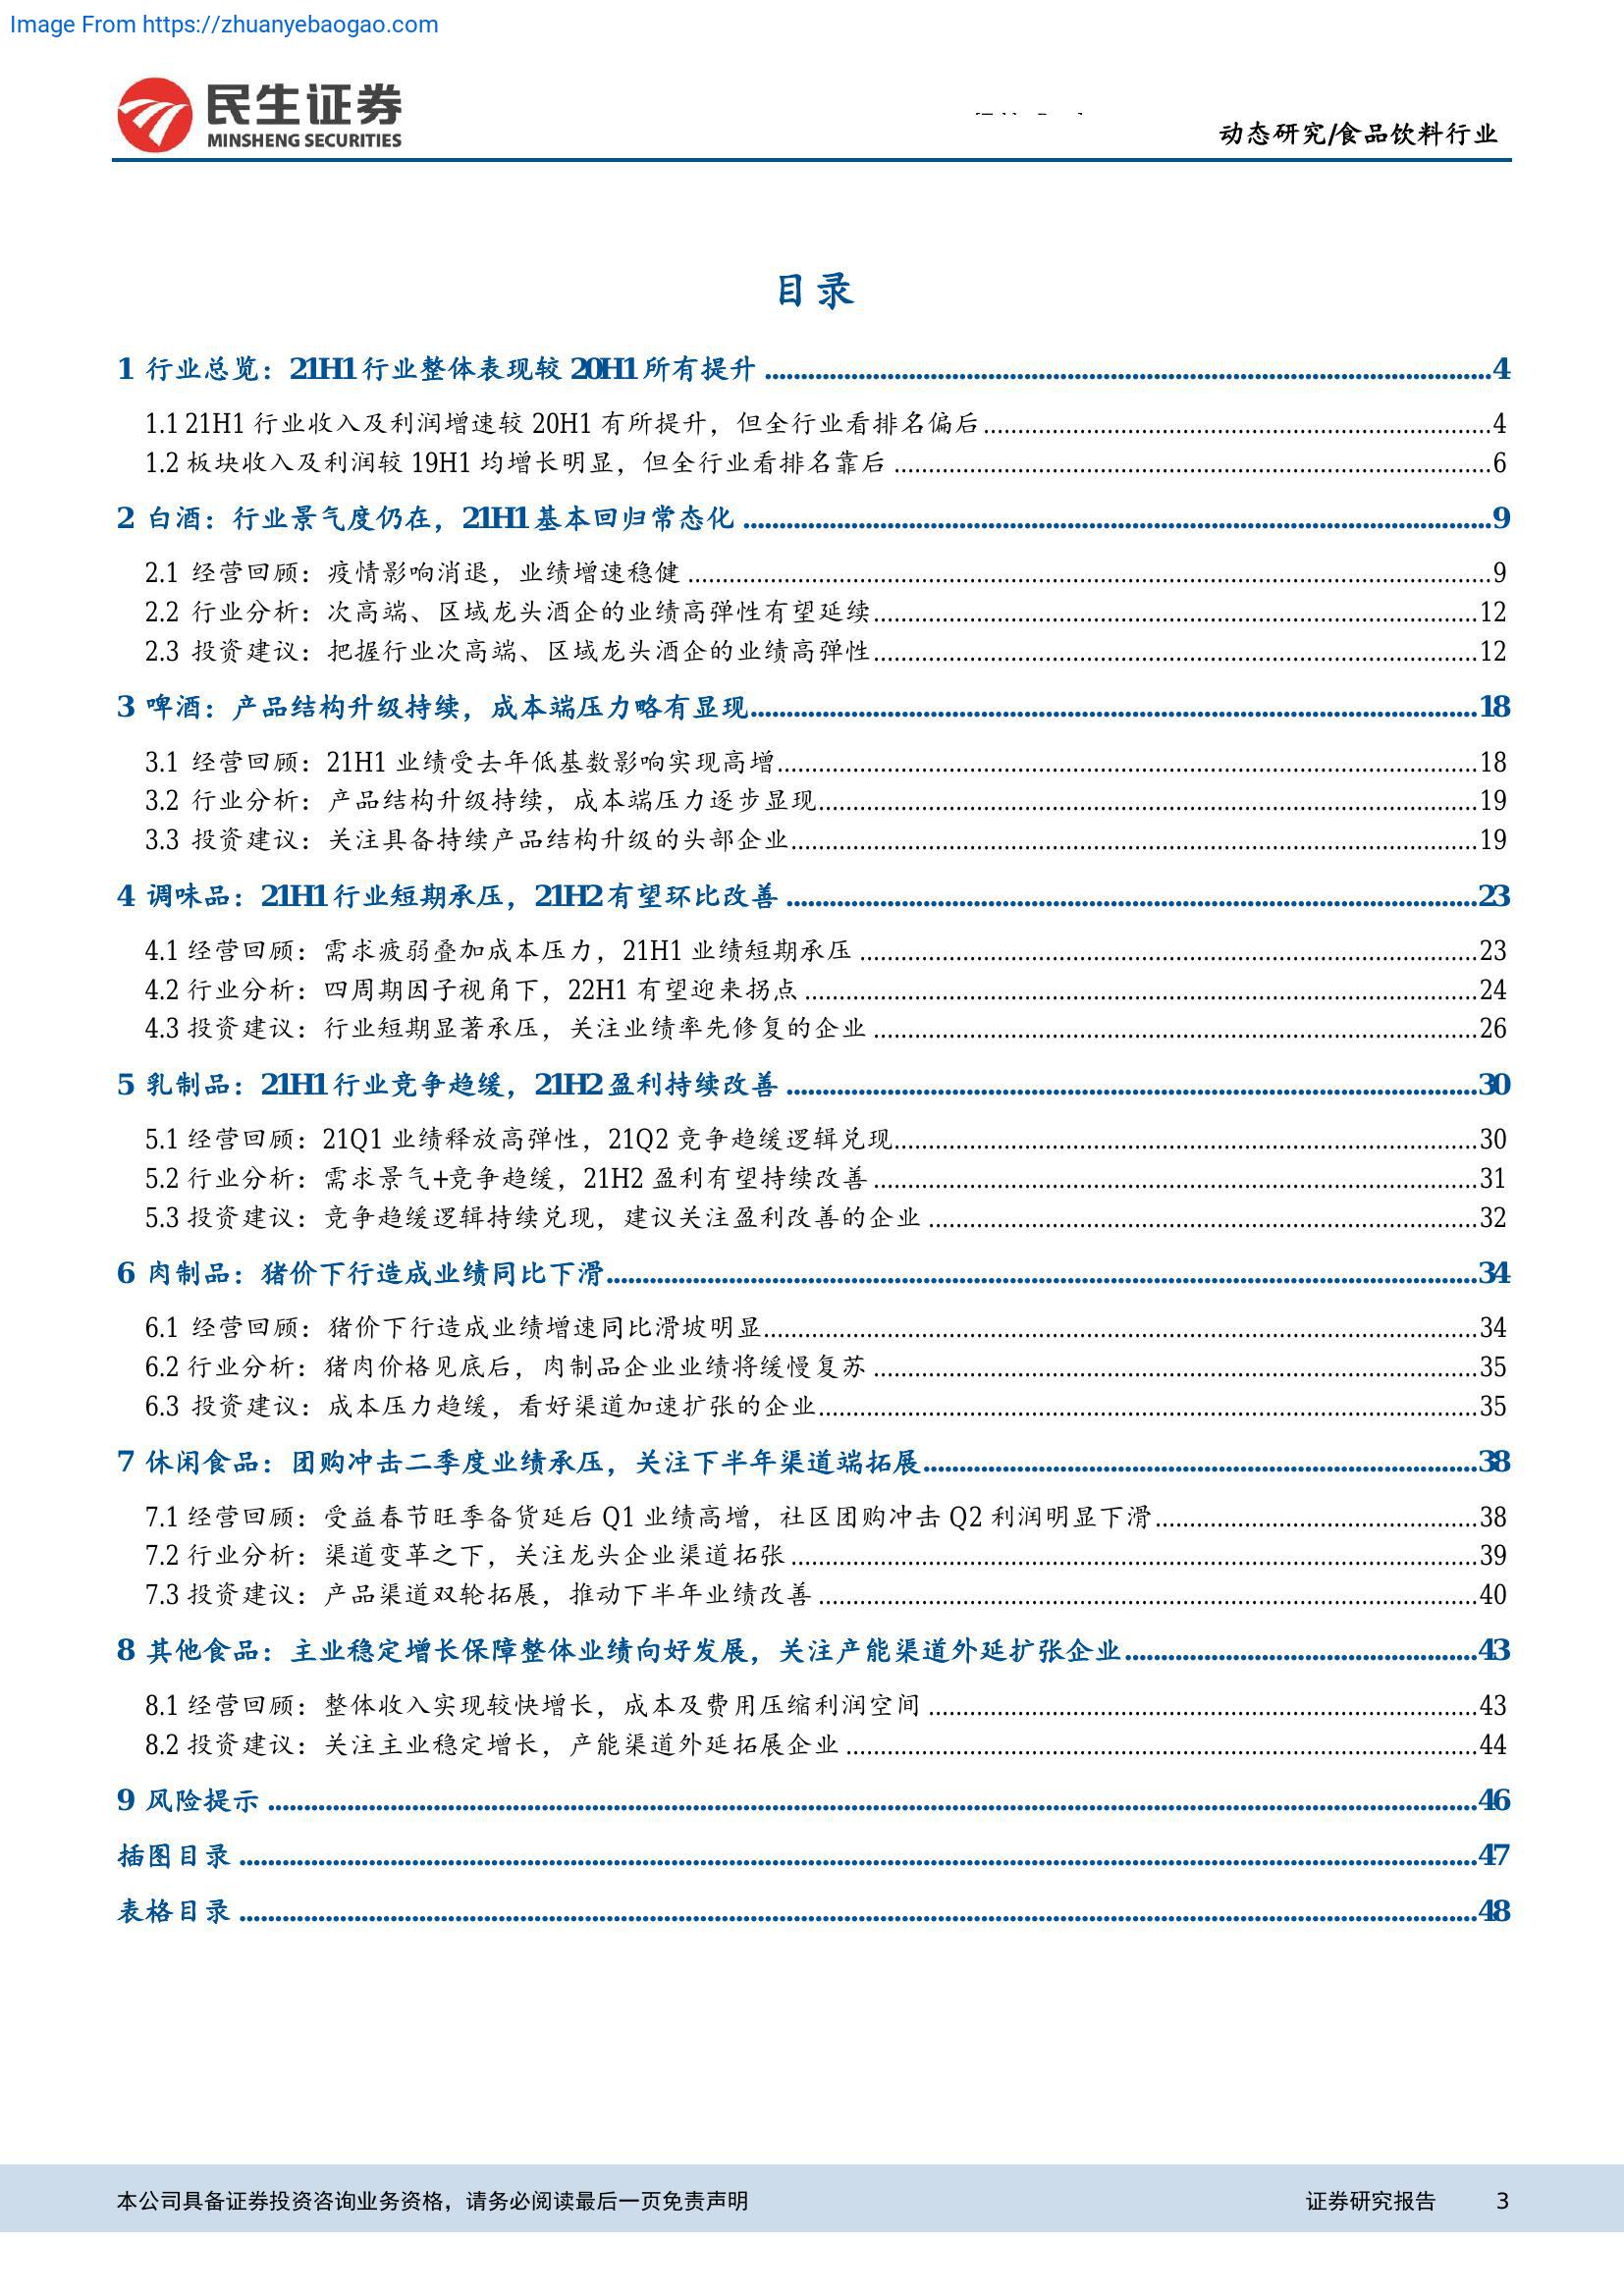 Image From https://zhuanyebaogao.com
民生证券
MINSHENG SECURITIES
动态研究/食品饮料行业
目录
1 行业总览：21H1 行业整体表现较 20H1 所有提升 ........ 4
1.1 21H1 行业收入及利润增速较 20H1 有所提升，但全行业看排名偏后 ........ 4
1.2 板块收入及利润较 19H1 均增长明显，但全行业看排名靠后 ........ 6
2 白酒：行业景气度仍在，21H1 基本回归常态化 ........ 9
2.1 经营回顾：疫情影响消退，业绩增速稳健 ........ 9
2.2 行业分析：次高端、区域龙头酒企的业绩高弹性有望延续 ........ 12
2.3 投资建议：把握行业次高端、区域龙头酒企的业绩高弹性 ........ 12
3 啤酒：产品结构升级持续，成本端压力略有显现 ........ 18
3.1 经营回顾：21H1 业绩受去年低基数影响实现高增 ........ 18
3.2 行业分析：产品结构升级持续，成本端压力逐步显现 ........ 19
3.3 投资建议：关注具备持续产品结构升级的头部企业 ........ 19
4 调味品：21H1 行业短期承压，21H2 有望环比改善 ........ 23
4.1 经营回顾：需求疲弱叠加成本压力，21H1 业绩短期承压 ........ 23
4.2 行业分析：四周期因子视角下，22H1 有望迎来拐点 ........ 24
4.3 投资建议：行业短期显著承压，关注业绩率先修复的企业 ........ 26
5 乳制品：21H1 行业竞争趋缓，21H2 盈利持续改善 ........ 30
5.1 经营回顾：21Q1 业绩释放高弹性，21Q2 竞争趋缓逻辑兑现 ........ 30
5.2 行业分析：需求景气+竞争趋缓，21H2 盈利有望持续改善 ........ 31
5.3 投资建议：竞争趋缓逻辑持续兑现，建议关注盈利改善的企业 ........ 32
6 肉制品：猪价下行造成业绩同比下滑 ........ 34
6.1 经营回顾：猪价下行造成业绩增速同比滑坡明显 ........ 34
6.2 行业分析：猪肉价格见底后，肉制品企业业绩将缓慢复苏 ........ 35
6.3 投资建议：成本压力趋缓，看好渠道加速扩张的企业 ........ 35
7 休闲食品：团购冲击二季度业绩承压，关注下半年渠道端拓展 ........ 38
7.1 经营回顾：受益春节旺季备货延后 Q1 业绩高增，社区团购冲击 Q2 利润明显下滑 ........ 38
7.2 行业分析：渠道变革之下，关注龙头企业渠道拓张 ........ 39
7.3 投资建议：产品渠道双轮拓展，推动下半年业绩改善 ........ 40
8 其他食品：主业稳定增长保障整体业绩向好发展，关注产能渠道外延扩张企业 ........ 43
8.1 经营回顾：整体收入实现较快增长，成本及费用压缩利润空间 ........ 43
8.2 投资建议：关注主业稳定增长，产能渠道外延拓展企业 ........ 44
9 风险提示 ........ 46
插图目录 ........ 47
表格目录 ........ 48
本公司具备证券投资咨询业务资格，请务必阅读最后一页免责声明
证券研究报告 3